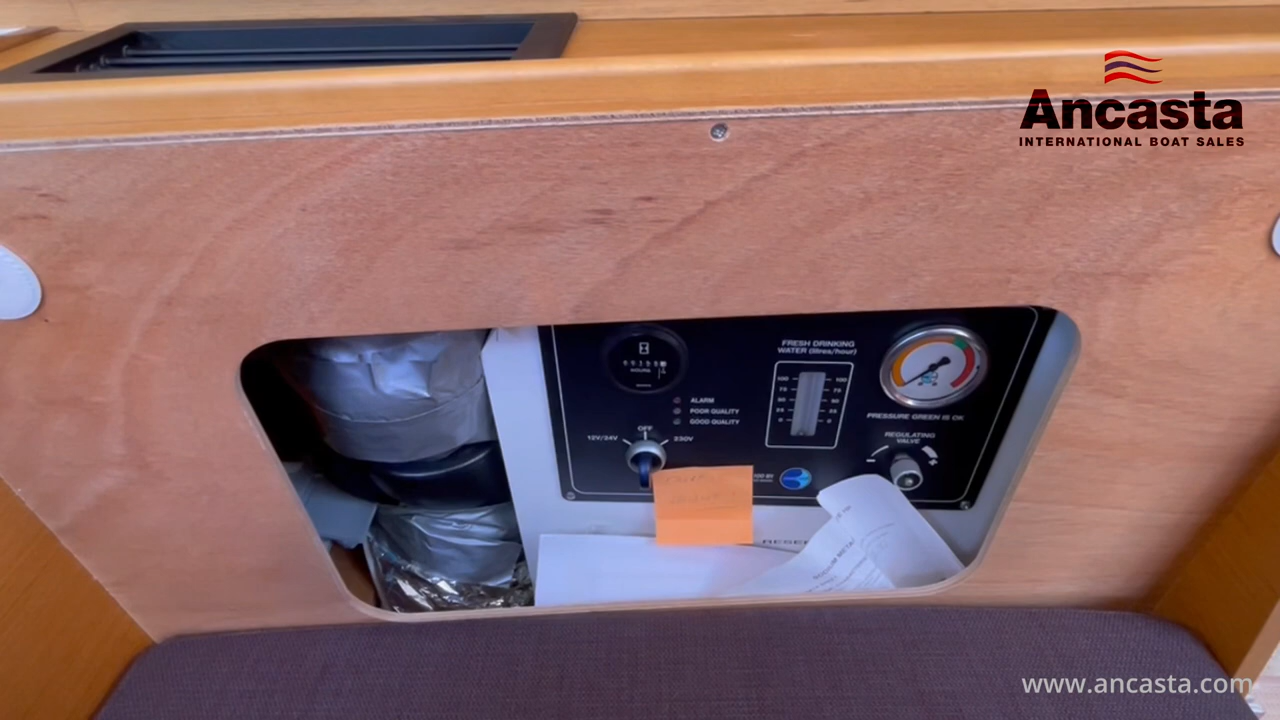 Ancasta
INTERNATIONAL BOAT SALES
HOURS
FRESH DRINKING
WATER (litres/hour)
100 100
75 75
50 50
25 25
0 0
ALARM
POOR QUALITY
GOOD QUALITY
OFF
12V/24V
230V
PRESSURE GREEN IS OK
REGULATING
VALVE
- +
www.ancasta.com